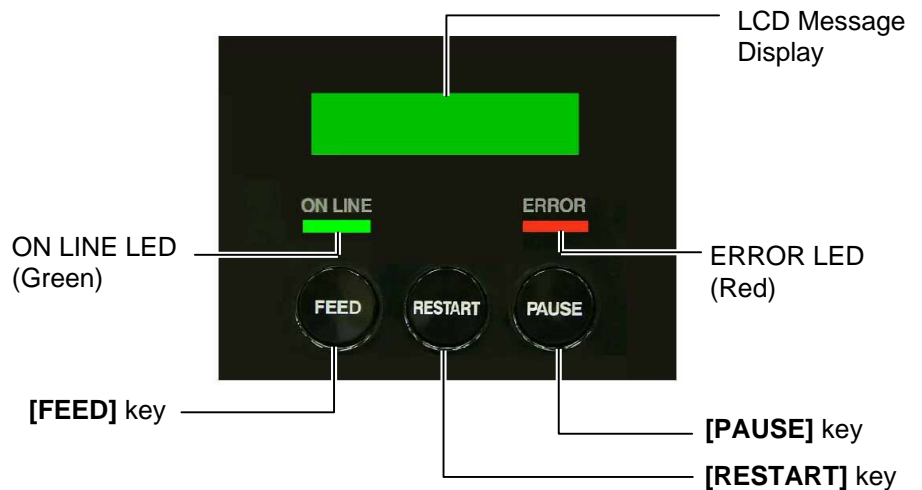 LCD Message
Display
ON LINE
ERROR
ON LINE LED
(Green)
ERROR LED
(Red)
FEED
RESTART
PAUSE
[FEED] key
[PAUSE] key
[RESTART] key